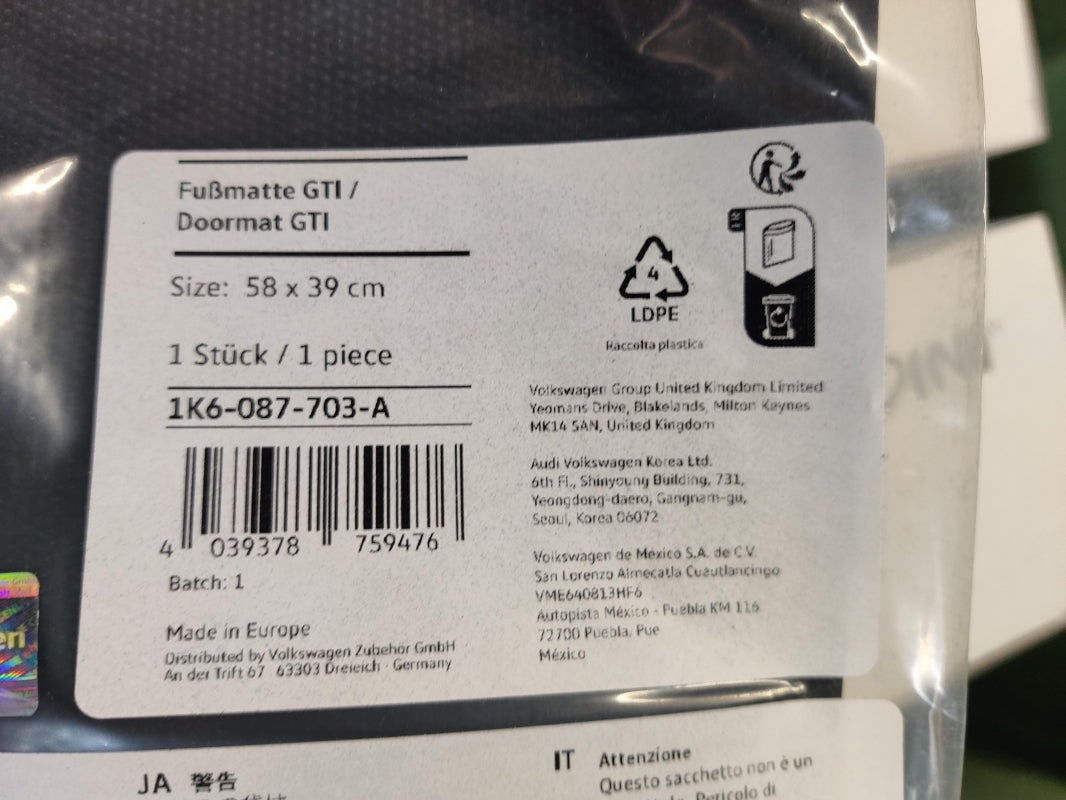 Fußmatte GTI /
Doormat GTI
Size: 58 x 39 cm
1 Stück / 1 piece
1K6-087-703-A
4 039378 759476
Batch: 1
Made in Europe
Distributed by Volkswagen Zubehör GmbH
An der Trift 67 63303 Dreieich · Germany
FR
4
LDPE
Raccolta plastica
Volkswagen Group United Kingdom Limited
Yeomans Drive, Blakelands, Milton Keynes
MK14 5AN, United Kingdom
Audi Volkswagen Korea Ltd.
6th Fl., Shinyoung Building, 731,
Yeongdong-daero, Gangnam-gu,
Seoul, Korea 06072
Volkswagen de Mexico S.A. de C.V.
San Lorenzo Almecatla Cuautlancingo
VME640813HF6
Autopista México - Puebla KM 116
72700 Puebla, Pue
México
JA 警告
IT Attenzione
Questo sacchetto non è un
Pericolo di